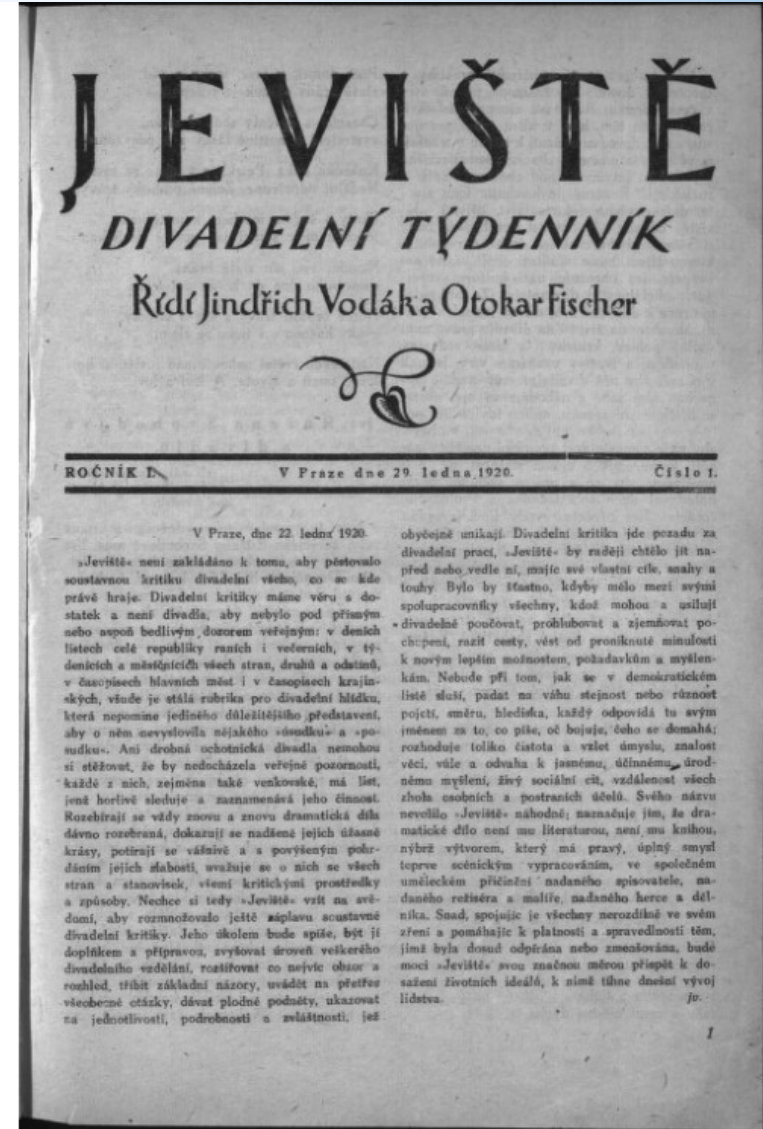 JEVIŠTĚ
DIVADELNÍ TÝDENNÍK
Řídí Jindřich Vodák a Otokar Fischer
ROČNÍK I. V Praze dne 29. ledna 1920. Číslo 1.
V Praze, dne 22. ledna 1920.
»Jeviště« není zakládáno k tomu, aby pěstovalo
soustavnou kritiku divadelní všeho, co se kde
právě hraje. Divadelní kritiky máme věru a do-
statek a není divadla, aby nebylo pod přísným
nebo aspoň bedlivým dozorem veřejným: v deních
listech celé republiky raních i večerních, v tý-
denících a měsíčnících všech stran, druhů a odstínů,
v časopisech hlavních měst i v časopisech krajin-
ských, všude je stálá rubrika pro divadelní hlídku,
která nepomine jediného důležitějšího představení,
aby o něm nevyslovila nějakého »úsudku« a »po-
sudku«. Ani drobná ochotnická divadla nemohou
si stěžovat, že by nedocházela veřejné pozornosti,
každé z nich, zejména také venkovské, má list,
jenž horlivě sleduje a zaznamenává jeho činnost.
Rozebírají se vždy znovu a znovu dramatická díla
dávno rozebraná, dokazují se nadšeně jejich úžasné
krásy, potírají se vášnivě a s povýšeným pohr-
dáním jejich slabosti, uvažuje se o nich se všech
stran a stanovisek, všemi kritickými prostředky
a způsoby. Nechce si tedy »Jeviště« vzít na svě-
domí, aby rozmnožovalo ještě záplavu soustavné
divadelní kritiky. Jeho úkolem bude spíše, být jí
doplňkem a přípravou, zvyšovat úroveň veškerého
divadelního vzdělání, rozšiřovat co nejvíc obzor a
rozhled, tříbit základní názory, uvádět na přetřes
všeobecné otázky, dávat plodné podněty, ukazovat
na jednotlivosti, podrobnosti a zvláštnosti, jež
obyčejně unikají. Divadelní kritika jde pozadu za
divadelní prací, »Jeviště« by raději chtělo jít na-
před nebo vedle ní, majíc své vlastní cíle, snahy a
touhy. Bylo by šťastno, kdyby mělo mezi svými
spolupracovníky všechny, kdož mohou a usilují
divadelně poučovat, prohlubovat a zjemňovat po-
chopení, razit cesty, vést od proniknuté minulosti
k novým lepším možnostem, požadavkům a myšlen-
kám. Nebude při tom, jak se v demokratickém
listě sluší, padat na váhu stejnost nebo různost
pojetí, směru, hlediska, každý odpovídá tu svým
jménem za to, co píše, oč bojuje, čeho se domáhá;
rozhoduje toliko čistota a vzlet úmyslu, znalost
věci, vůle a odvaha k jasnému, účinnému, úrod-
nému myšlení, živý sociální cit, vzdálenost všech
zhola osobních a postraních účelů. Svého názvu
nevolilo »Jeviště« náhodně; naznačuje jím, že dra-
matické dílo není mu literaturou, není mu knihou,
nýbrž výtvorem, který má pravý, úplný smysl
teprve scénickým vypracováním, ve společném
uměleckém přičinění nadaného spisovatele, na-
daného režiséra a malíře, nadaného herce a děl-
níka. Snad, spojujíc je všechny nerozdílně ve svém
zření a pomáhajíc k platnosti a spravedlnosti těm,
jimž byla dosud odpírána nebo zmenšována, bude
moci »Jeviště« svou značnou měrou přispět k do-
sažení životních ideálů, k nimž tíhne dnešní vývoj
lidstva. jv.
1